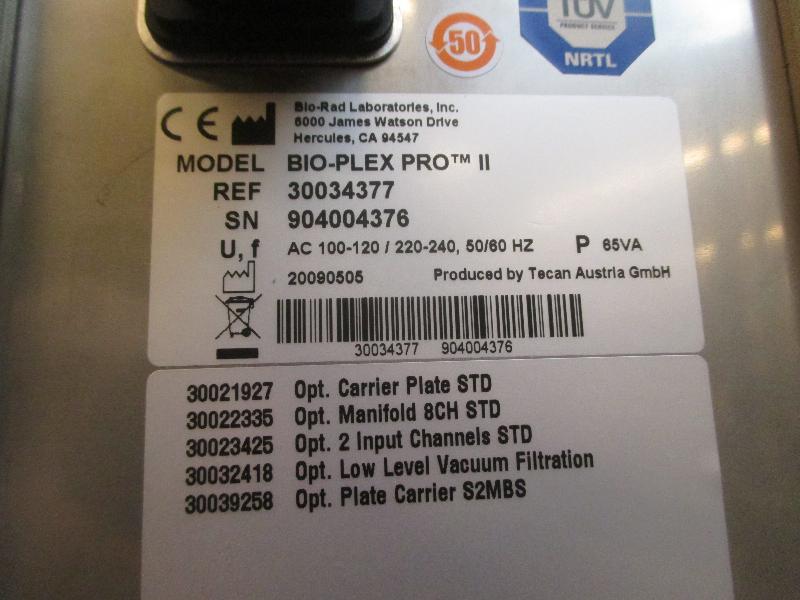 50
TÜV
PRODUCT SERVICE
NRTL
CE
Bio-Rad Laboratories, Inc.
6000 James Watson Drive
Hercules, CA 94547
MODEL BIO-PLEX PRO™ II
REF 30034377
SN 904004376
U, f AC 100-120 / 220-240, 50/60 HZ P 65VA
20090505 Produced by Tecan Austria GmbH
30034377 904004376
30021927 Opt. Carrier Plate STD
30022335 Opt. Manifold 8CH STD
30023425 Opt. 2 Input Channels STD
30032418 Opt. Low Level Vacuum Filtration
30039258 Opt. Plate Carrier S2MBS